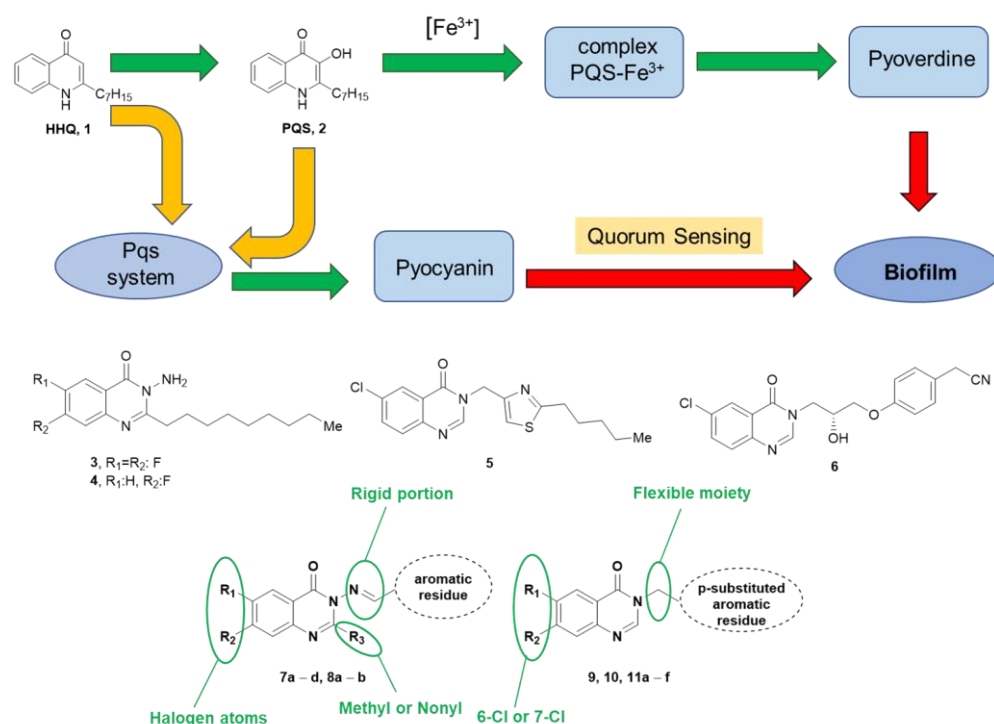 O
N
H
C7H15
HHQ, 1
O
OH
N
H
C7H15
PQS, 2
[Fe3+]
complex
PQS-Fe3+
Pyoverdine
Pqs
system
Pyocyanin
Quorum Sensing
Biofilm
O
R1
NH2
N
R2
N
Me
3, R1=R2: F
4, R1:H, R2:F
O
Cl
N
N
N
S
Me
5
O
Cl
N
N
OH
O
CN
6
Rigid portion
Flexible moiety
O
R1
N
N
R2
N
R3
aromatic
residue
7a – d, 8a – b
O
R1
N
R2
N
p-substituted
aromatic
residue
9, 10, 11a – f
Halogen atoms
Methyl or Nonyl
6-Cl or 7-Cl